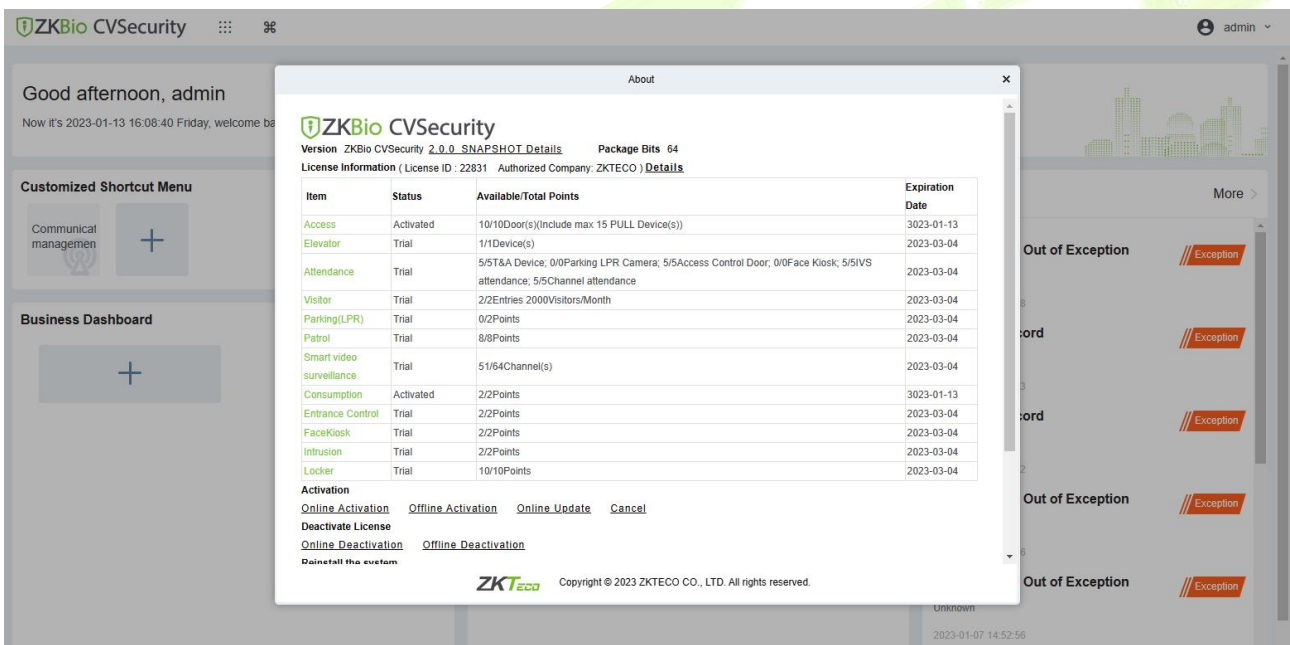 ZKBio CVSecurity
admin
Good afternoon, admin
Now it's 2023-01-13 16:08:40 Friday, welcome ba
Customized Shortcut Menu
Communicat
managemen
Business Dashboard
About
ZKBio CVSecurity
Version ZKBio CVSecurity 2.0.0_SNAPSHOT Details Package Bits 64
License Information ( License ID : 22831 Authorized Company: ZKTECO ) Details
Item Status Available/Total Points Expiration Date
Access Activated 10/10Door(s)(Include max 15 PULL Device(s)) 3023-01-13
Elevator Trial 1/1Device(s) 2023-03-04
Attendance Trial 5/5T&A Device; 0/0Parking LPR Camera; 5/5Access Control Door; 0/0Face Kiosk; 5/5IVS attendance; 5/5Channel attendance 2023-03-04
Visitor Trial 2/2Entries 2000Visitors/Month 2023-03-04
Parking(LPR) Trial 0/2Points 2023-03-04
Patrol Trial 8/8Points 2023-03-04
Smart video surveillance Trial 51/64Channel(s) 2023-03-04
Consumption Activated 2/2Points 3023-01-13
Entrance Control Trial 2/2Points 2023-03-04
FaceKiosk Trial 2/2Points 2023-03-04
Intrusion Trial 2/2Points 2023-03-04
Locker Trial 10/10Points 2023-03-04
Activation
Online Activation Offline Activation Online Update Cancel
Deactivate License
Online Deactivation Offline Deactivation
Reinstall the system
ZKTeco Copyright © 2023 ZKTECO CO., LTD. All rights reserved.
More
Out of Exception Exception
8
cord Exception
3
cord Exception
2
Out of Exception Exception
6
Out of Exception Exception
Unknown
2023-01-07 14:52:56